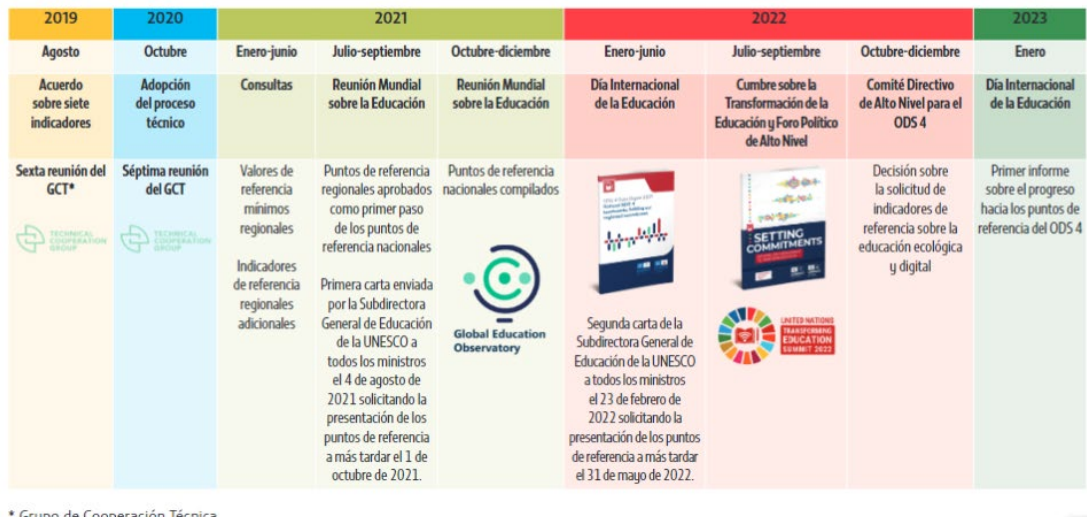 2019
2020
2021
2022
2023
Agosto
Octubre
Enero-junio
Julio-septiembre
Octubre-diciembre
Enero-junio
Julio-septiembre
Octubre-diciembre
Enero
Acuerdo
sobre siete
indicadores
Adopción
del proceso
técnico
Consultas
Reunión Mundial
sobre la Educación
Reunión Mundial
sobre la Educación
Día Internacional
de la Educación
Cumbre sobre la
Transformación de la
Educación y Foro Político
de Alto Nivel
Comité Directivo
de Alto Nivel para el
ODS 4
Día Internacional
de la Educación
Sexta reunión del
GCT*
TECHNICAL
COOPERATION
GROUP
Séptima reunión
del GCT
TECHNICAL
COOPERATION
GROUP
Valores de
referencia
mínimos
regionales
Indicadores
de referencia
regionales
adicionales
Puntos de referencia
regionales aprobados
como primer paso
de los puntos de
referencia nacionales
Primera carta enviada
por la Subdirectora
General de Educación
de la UNESCO a
todos los ministros
el 4 de agosto de
2021 solicitando la
presentación de los
puntos de referencia
a más tardar el 1 de
octubre de 2021.
Puntos de referencia
nacionales compilados
Global Education
Observatory
Segunda carta de la
Subdirectora General de
Educación de la UNESCO
a todos los ministros
el 23 de febrero de
2022 solicitando la
presentación de los puntos
de referencia a más tardar
el 31 de mayo de 2022.
SETTING
COMMITMENTS
UNITED NATIONS
TRANSFORMING
EDUCATION
SUMMIT 2022
Decisión sobre
la solicitud de
indicadores de
referencia sobre la
educación ecológica
y digital
Primer informe
sobre el progreso
hacia los puntos de
referencia del ODS 4
* Grupo de Cooperación Técnica